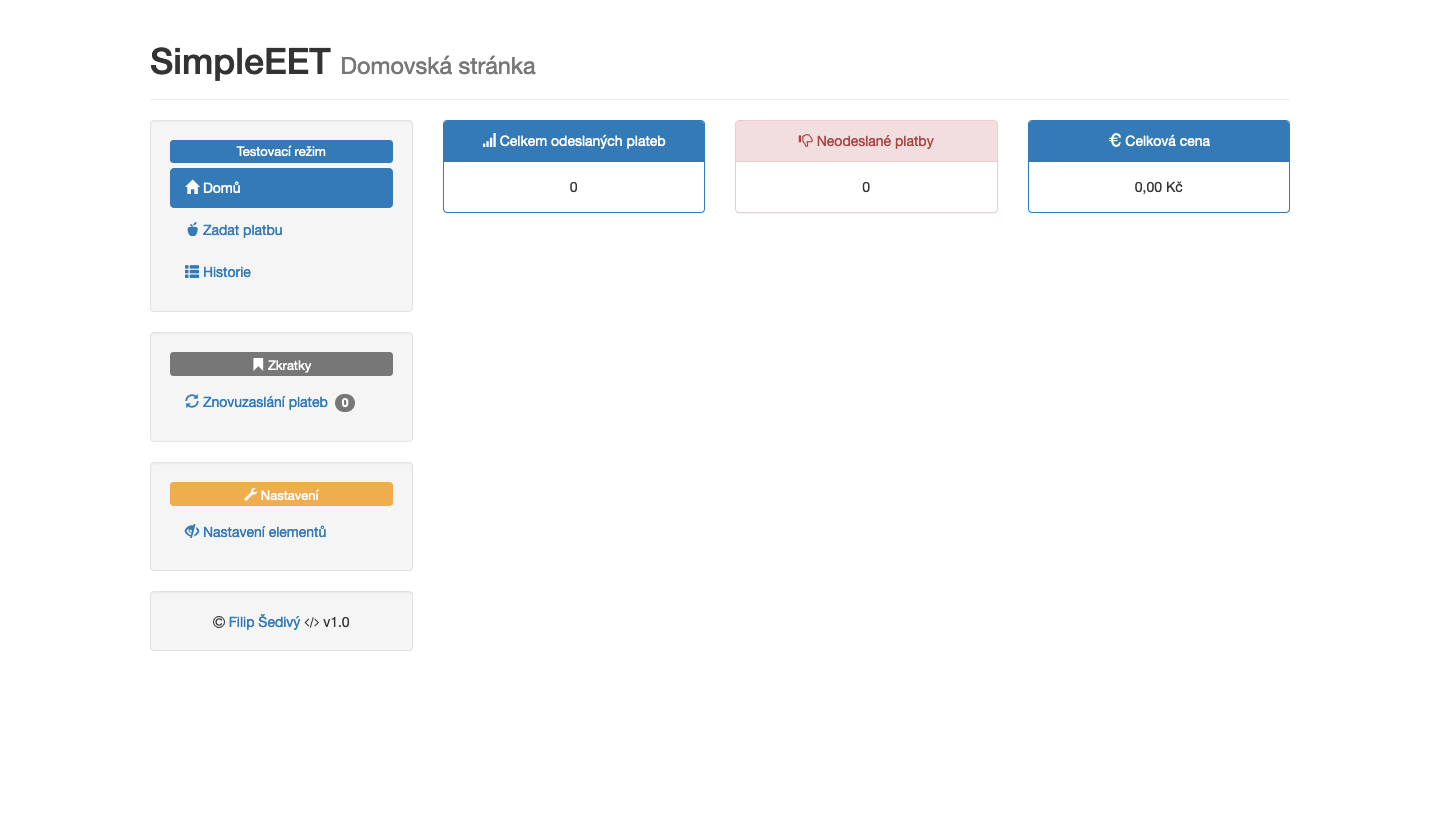 SimpleEET Domovská stránka
Testovací režim
Domů
Zadat platbu
Historie
Zkratky
Znovuzaslání plateb 0
Nastavení
Nastavení elementů
© Filip Šedivý </> v1.0
Celkem odeslaných plateb
0
Neodeslané platby
0
€ Celková cena
0,00 Kč